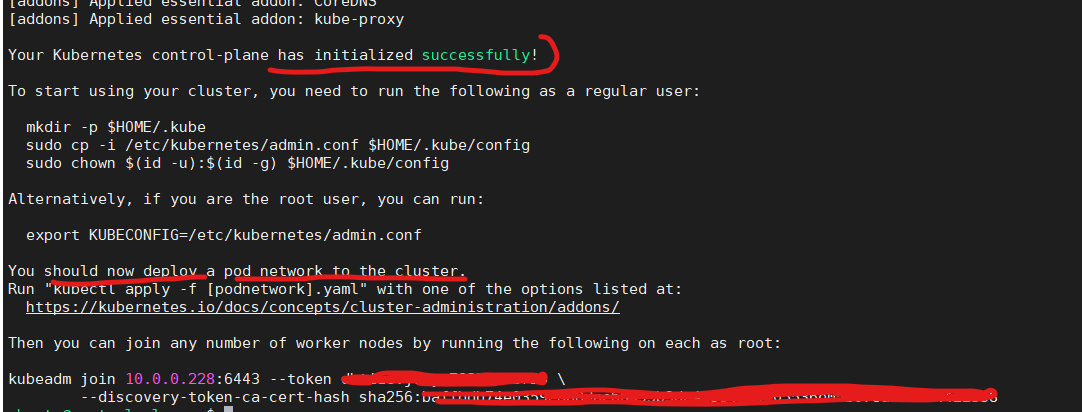 [addons] Applied essential addon: CoreDNS
[addons] Applied essential addon: kube-proxy
Your Kubernetes control-plane has initialized successfully!
To start using your cluster, you need to run the following as a regular user:
mkdir -p $HOME/.kube
sudo cp -i /etc/kubernetes/admin.conf $HOME/.kube/config
sudo chown $(id -u):$(id -g) $HOME/.kube/config
Alternatively, if you are the root user, you can run:
export KUBECONFIG=/etc/kubernetes/admin.conf
You should now deploy a pod network to the cluster.
Run "kubectl apply -f [podnetwork].yaml" with one of the options listed at:
https://kubernetes.io/docs/concepts/cluster-administration/addons/
Then you can join any number of worker nodes by running the following on each as root:
kubeadm join 10.0.0.228:6443 --token \
--discovery-token-ca-cert-hash sha256: